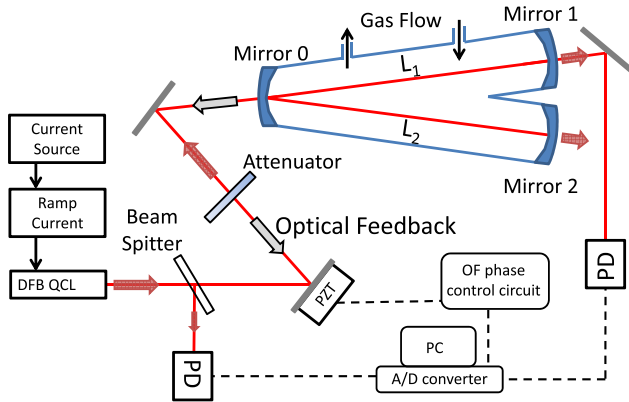 Gas Flow
Mirror 1
Mirror 0
L1
L2
Mirror 2
Current
Source
Ramp
Current
DFB QCL
Attenuator
Beam
Spitter
Optical Feedback
PZT
OF phase
control circuit
PD
PC
A/D converter
PD